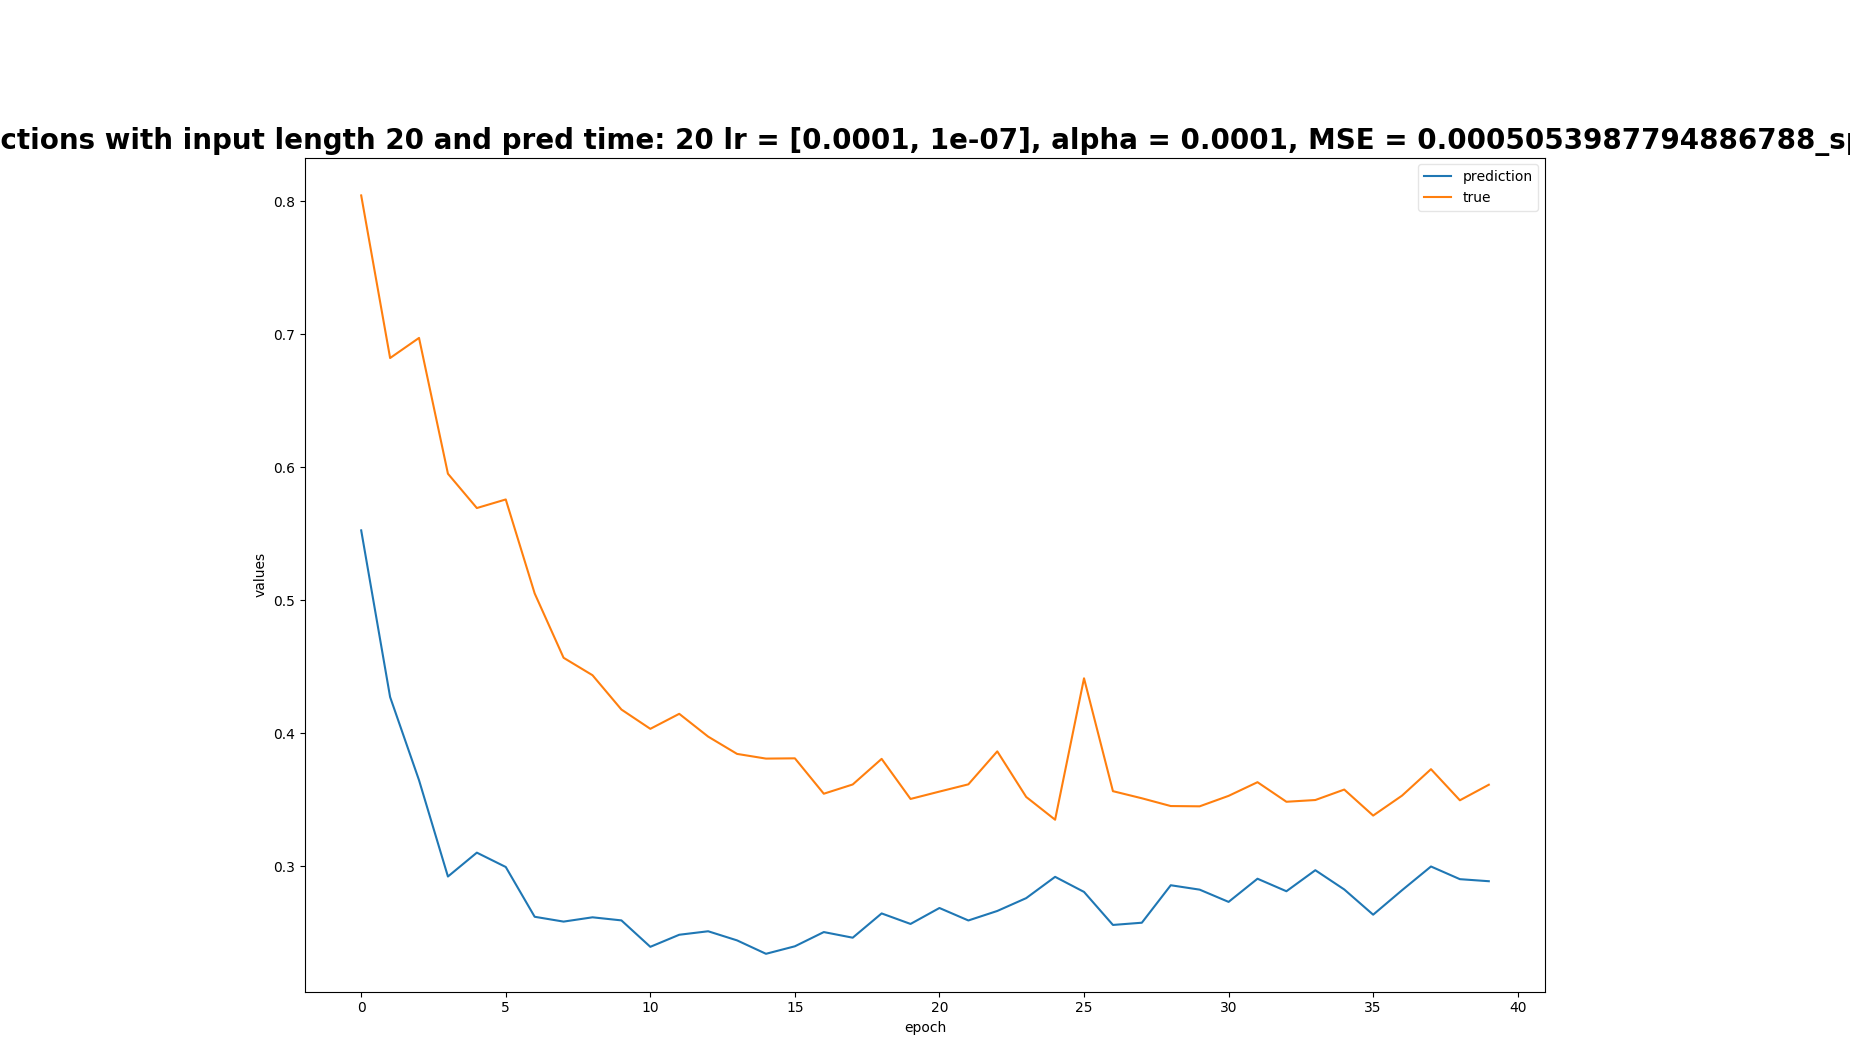 ctions with input length 20 and pred time: 20 lr = [0.0001, 1e-07], alpha = 0.0001, MSE = 0.0005053987794886788_sp
prediction
true
0.8
0.7
0.6
0.5
0.4
0.3
values
0 5 10 15 20 25 30 35 40
epoch